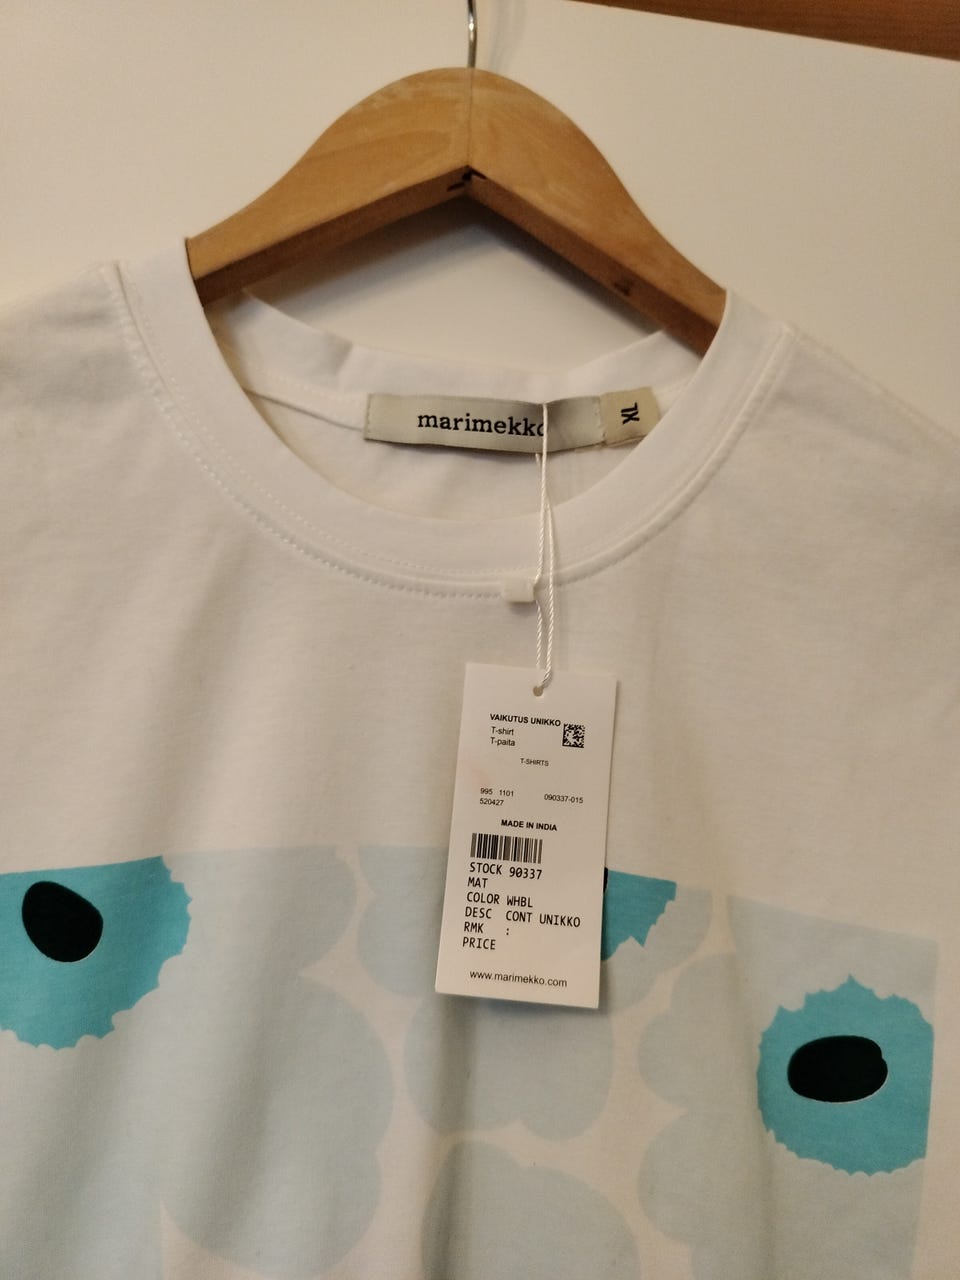 marimekko
XL
VAIKUTUS UNIKKO
T-shirt
T-paita
T-SHIRTS
995 1101 090337-015
520427
MADE IN INDIA
STOCK 90337
MAT
COLOR WHBL
DESC CONT UNIKKO
RMK :
PRICE
www.marimekko.com